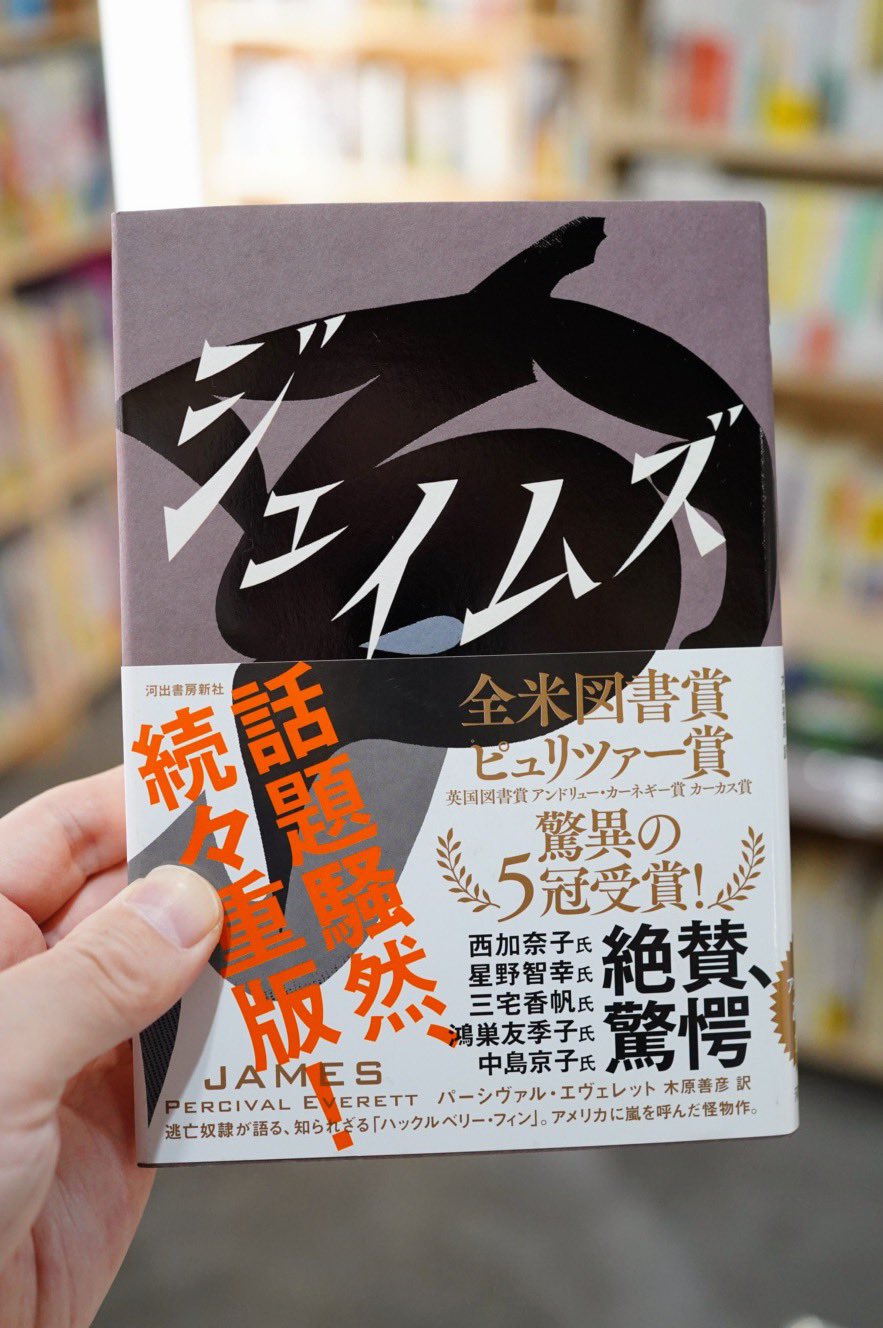 ジェイムズ
河出書房新社
話題騒然、
続々重版！
全米図書賞
ピュリツァー賞
英国図書賞 アンドリュー・カーネギー賞 カーカス賞
驚異の
5冠受賞！
西加奈子氏
星野智幸氏
三宅香帆氏
鴻巣友季子氏
中島京子氏
絶賛、
驚愕
JAMES
PERCIVAL EVERETT パーシヴァル・エヴェレット 木原善彦 訳
逃亡奴隷が語る、知られざる「ハックルベリー・フィン」。アメリカに嵐を呼んだ怪物作。